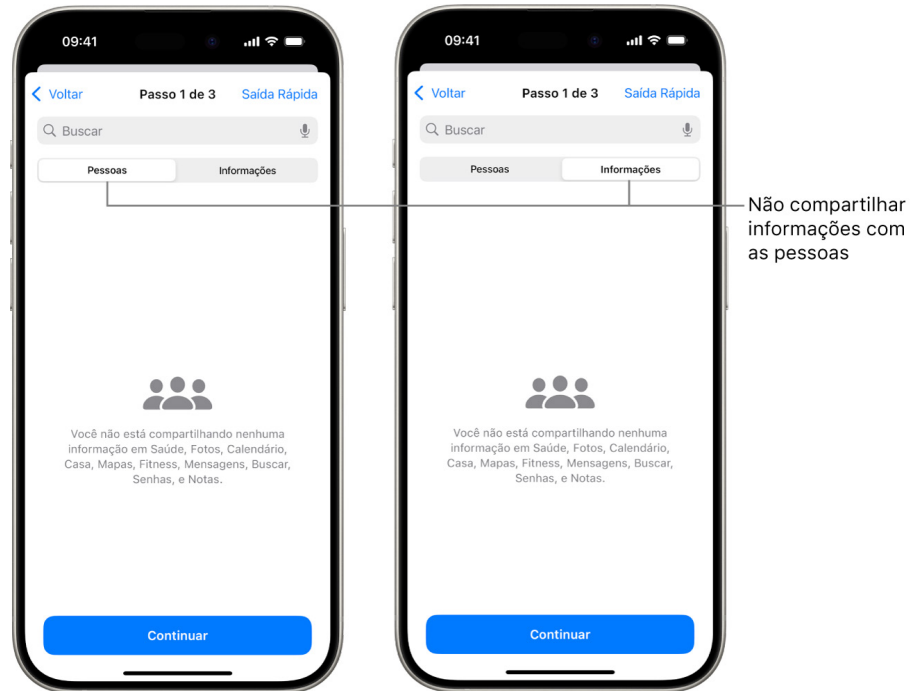 09:41
Voltar
Passo 1 de 3
Saída Rápida
Buscar
Pessoas
Informações
Você não está compartilhando nenhuma
informação em Saúde, Fotos, Calendário,
Casa, Mapas, Fitness, Mensagens, Buscar,
Senhas, e Notas.
Continuar
09:41
Voltar
Passo 1 de 3
Saída Rápida
Buscar
Pessoas
Informações
Você não está compartilhando nenhuma
informação em Saúde, Fotos, Calendário,
Casa, Mapas, Fitness, Mensagens, Buscar,
Senhas, e Notas.
Continuar
Não compartilhar
informações com
as pessoas